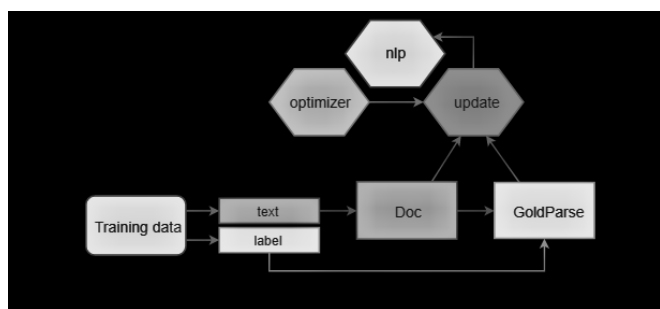 nlp
optimizer
update
Training data
text
label
Doc
GoldParse